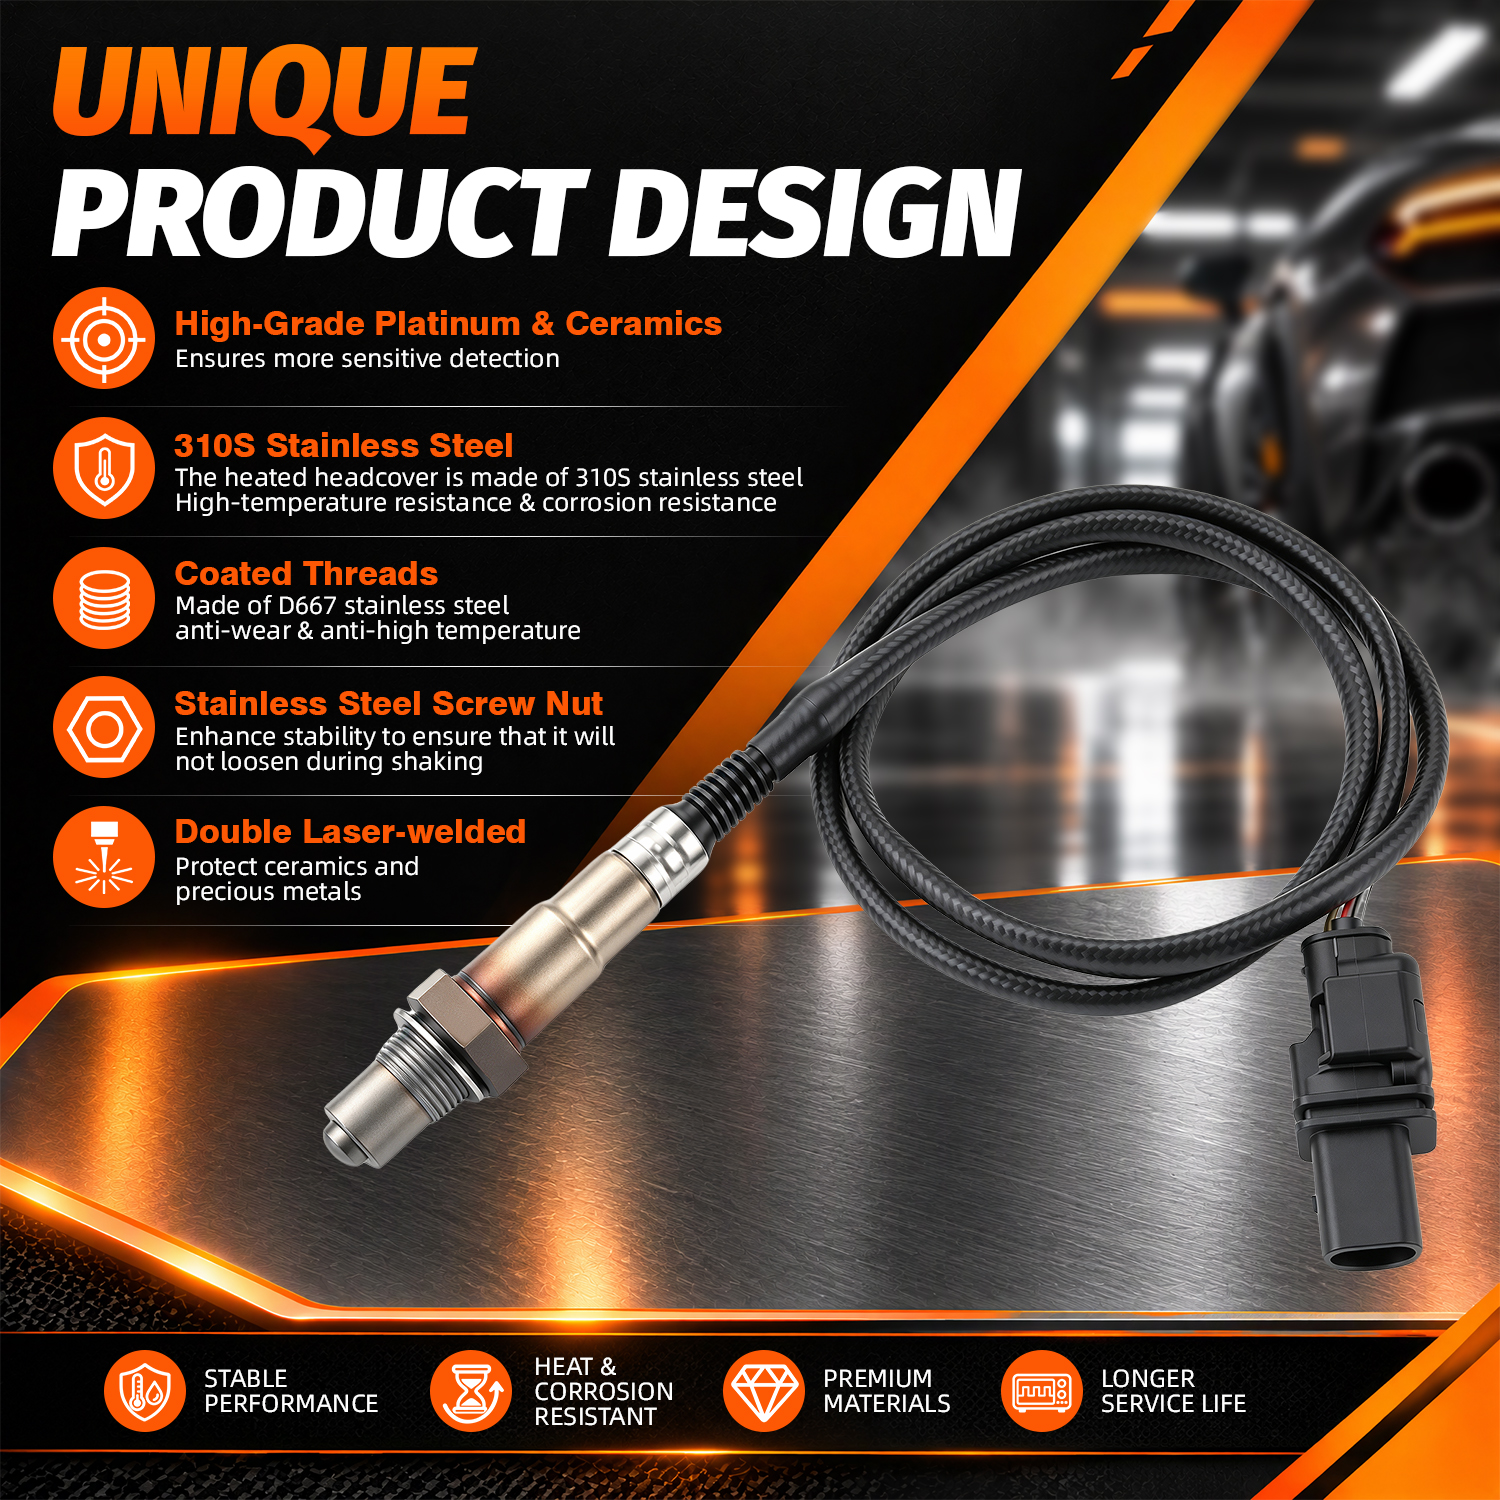 UNIQUE
PRODUCT DESIGN
High-Grade Platinum & Ceramics
Ensures more sensitive detection
310S Stainless Steel
The heated headcover is made of 310S stainless steel
High-temperature resistance & corrosion resistance
Coated Threads
Made of D667 stainless steel
anti-wear & anti-high temperature
Stainless Steel Screw Nut
Enhance stability to ensure that it will
not loosen during shaking
Double Laser-welded
Protect ceramics and
precious metals
STABLE
PERFORMANCE
HEAT &
CORROSION
RESISTANT
PREMIUM
MATERIALS
LONGER
SERVICE LIFE